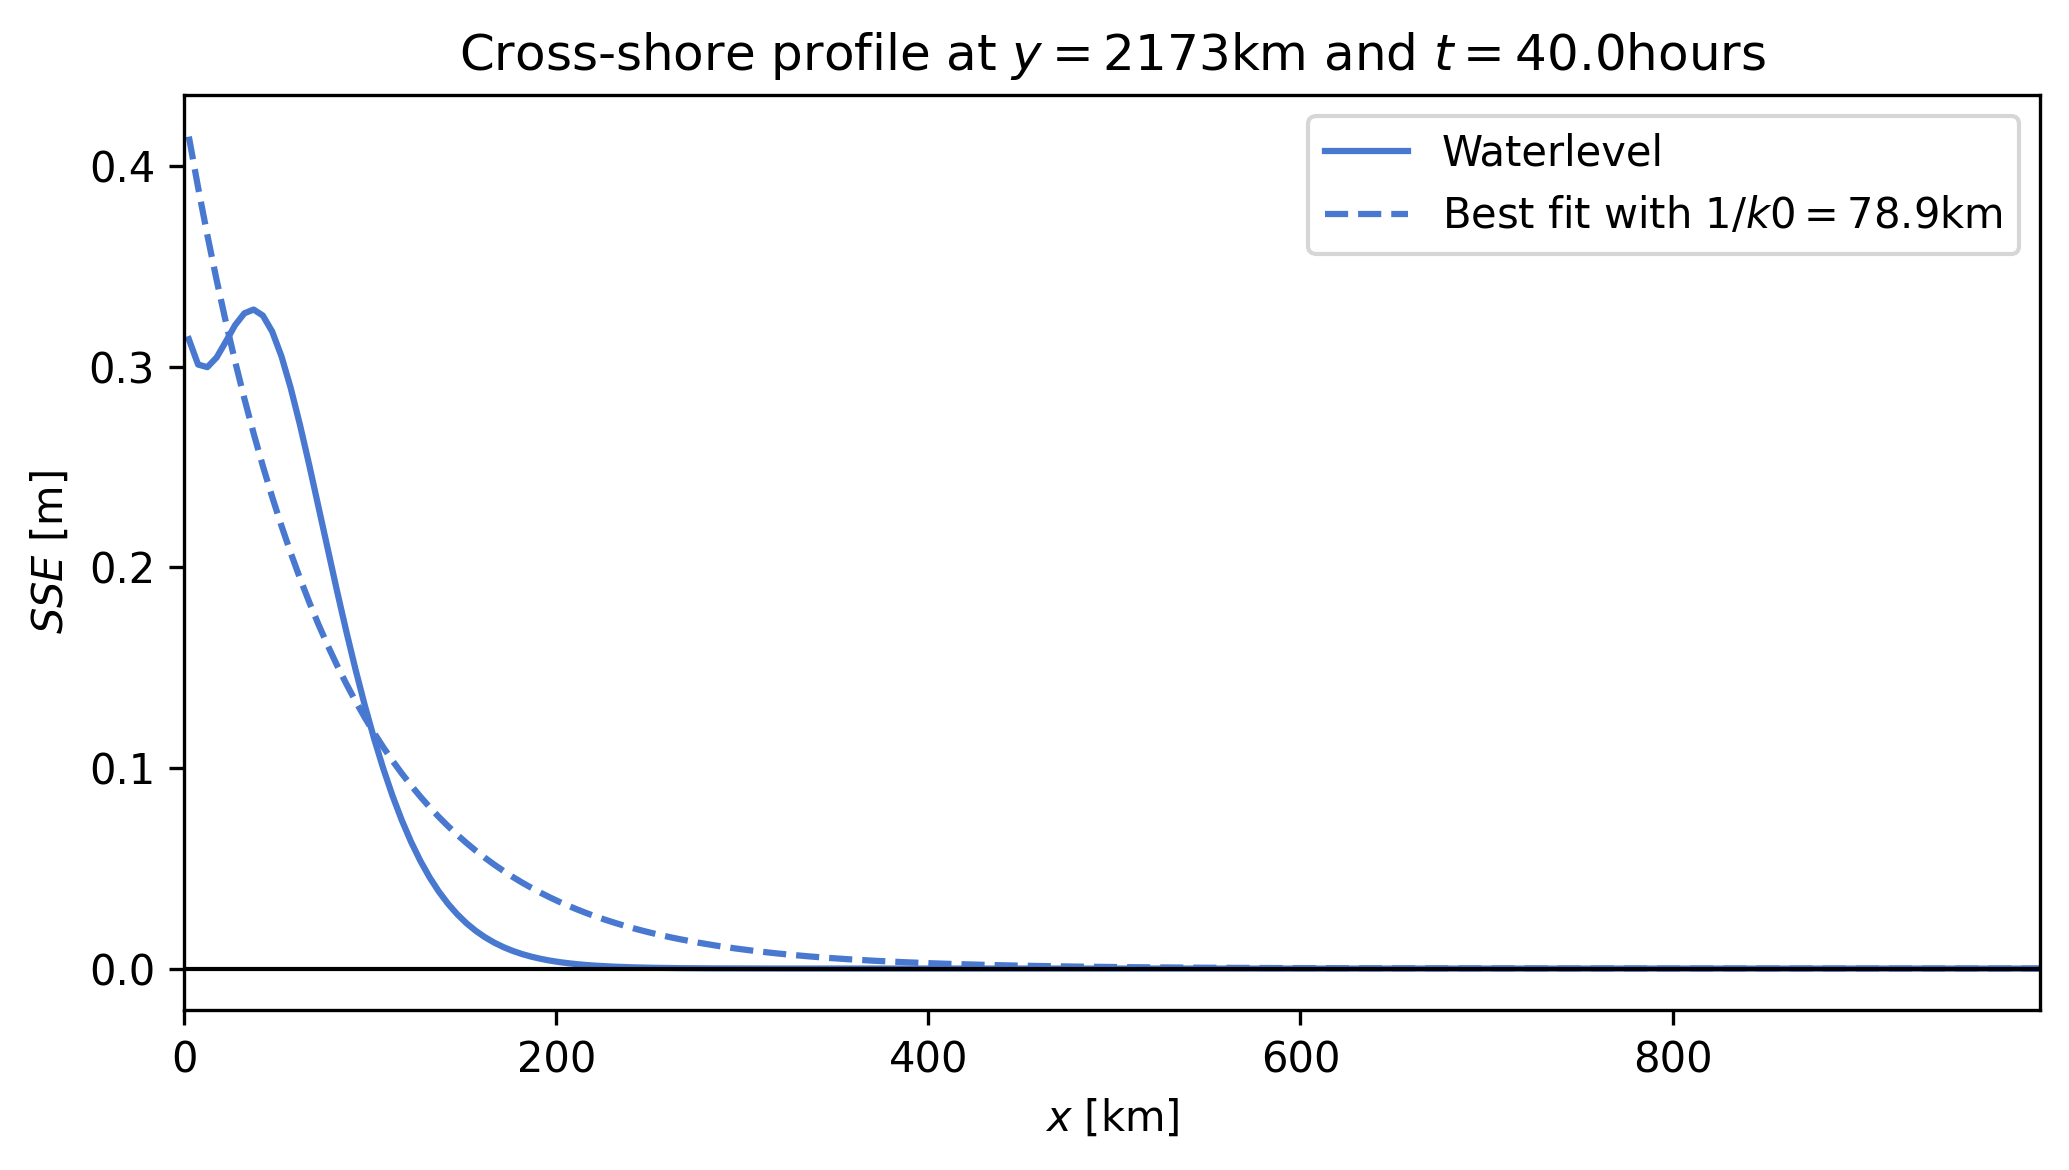 Cross-shore profile at y = 2173km and t = 40.0hours
Waterlevel
Best fit with 1/k0 = 78.9km
SSE [m]
0.4
0.3
0.2
0.1
0.0
0 200 400 600 800
x [km]